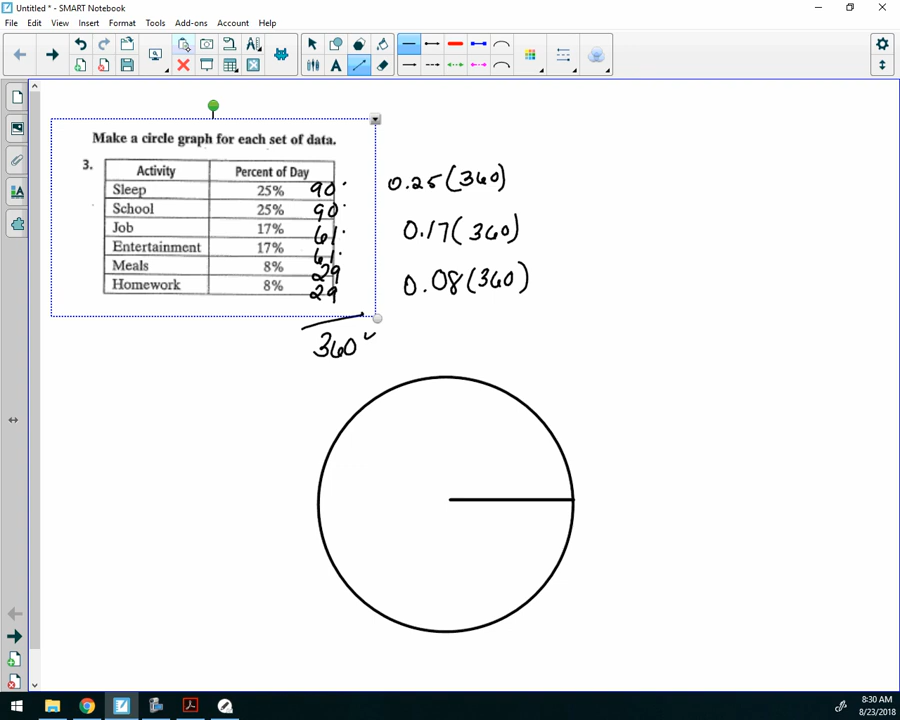 Untitled * - SMART Notebook
File Edit View Insert Format Tools Add-ons Account Help
Make a circle graph for each set of data.
3.
Activity Percent of Day
Sleep 25% 90° 0.25(360)
School 25% 90°
Job 17% 61° 0.17(360)
Entertainment 17% 61°
Meals 8% 29 0.08(360)
Homework 8% 29
360°
8:30 AM
8/23/2018